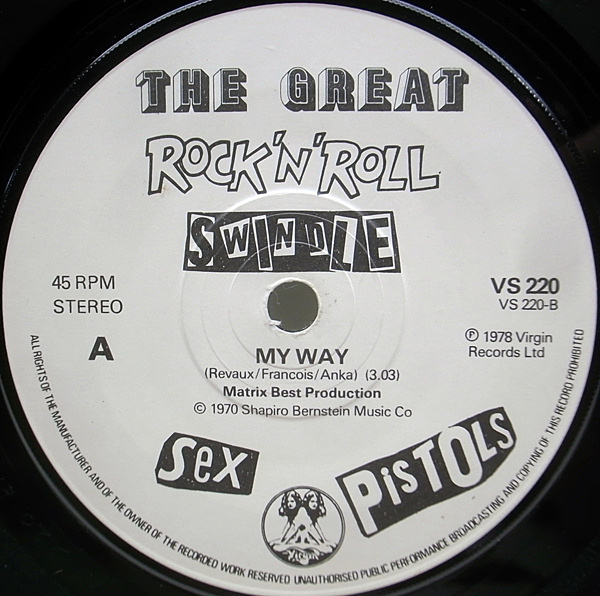 THE GREAT
ROCK'N'ROLL
SWINDLE
45 RPM
STEREO
A
VS 220
VS 220-B
℗ 1978 Virgin
Records Ltd
MY WAY
(Revaux/Francois/Anka) (3.03)
Matrix Best Production
© 1970 Shapiro Bernstein Music Co
Sex
PiSTOls
ALL RIGHTS OF THE MANUFACTURER AND OF THE OWNER OF THE RECORDED WORK RESERVED UNAUTHORISED PUBLIC PERFORMANCE BROADCASTING AND COPYING OF THIS RECORD PROHIBITED